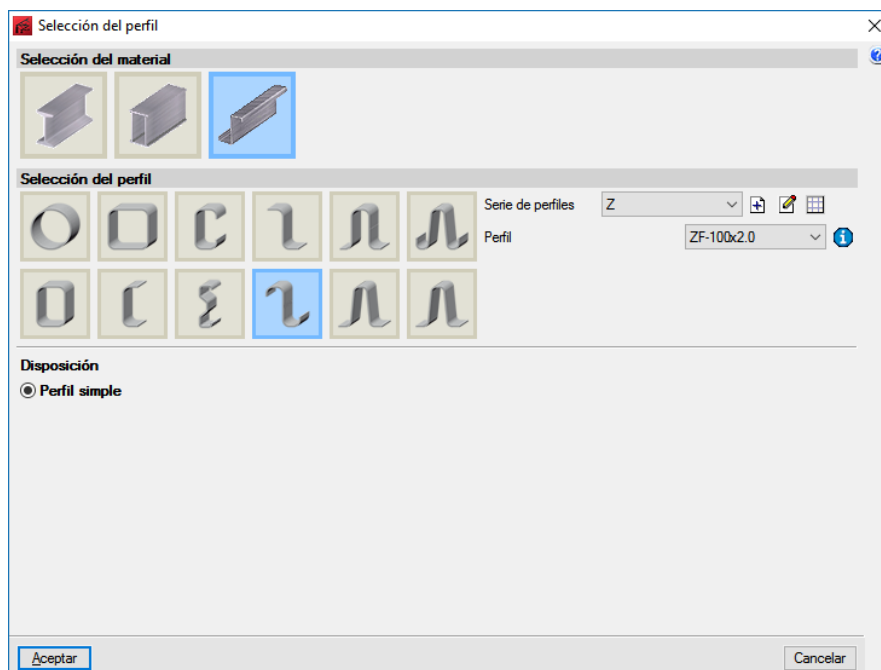 Selección del perfil
Selección del material
Selección del perfil
Serie de perfiles Z
Perfil ZF-100x2.0
Disposición
Perfil simple
Aceptar Cancelar